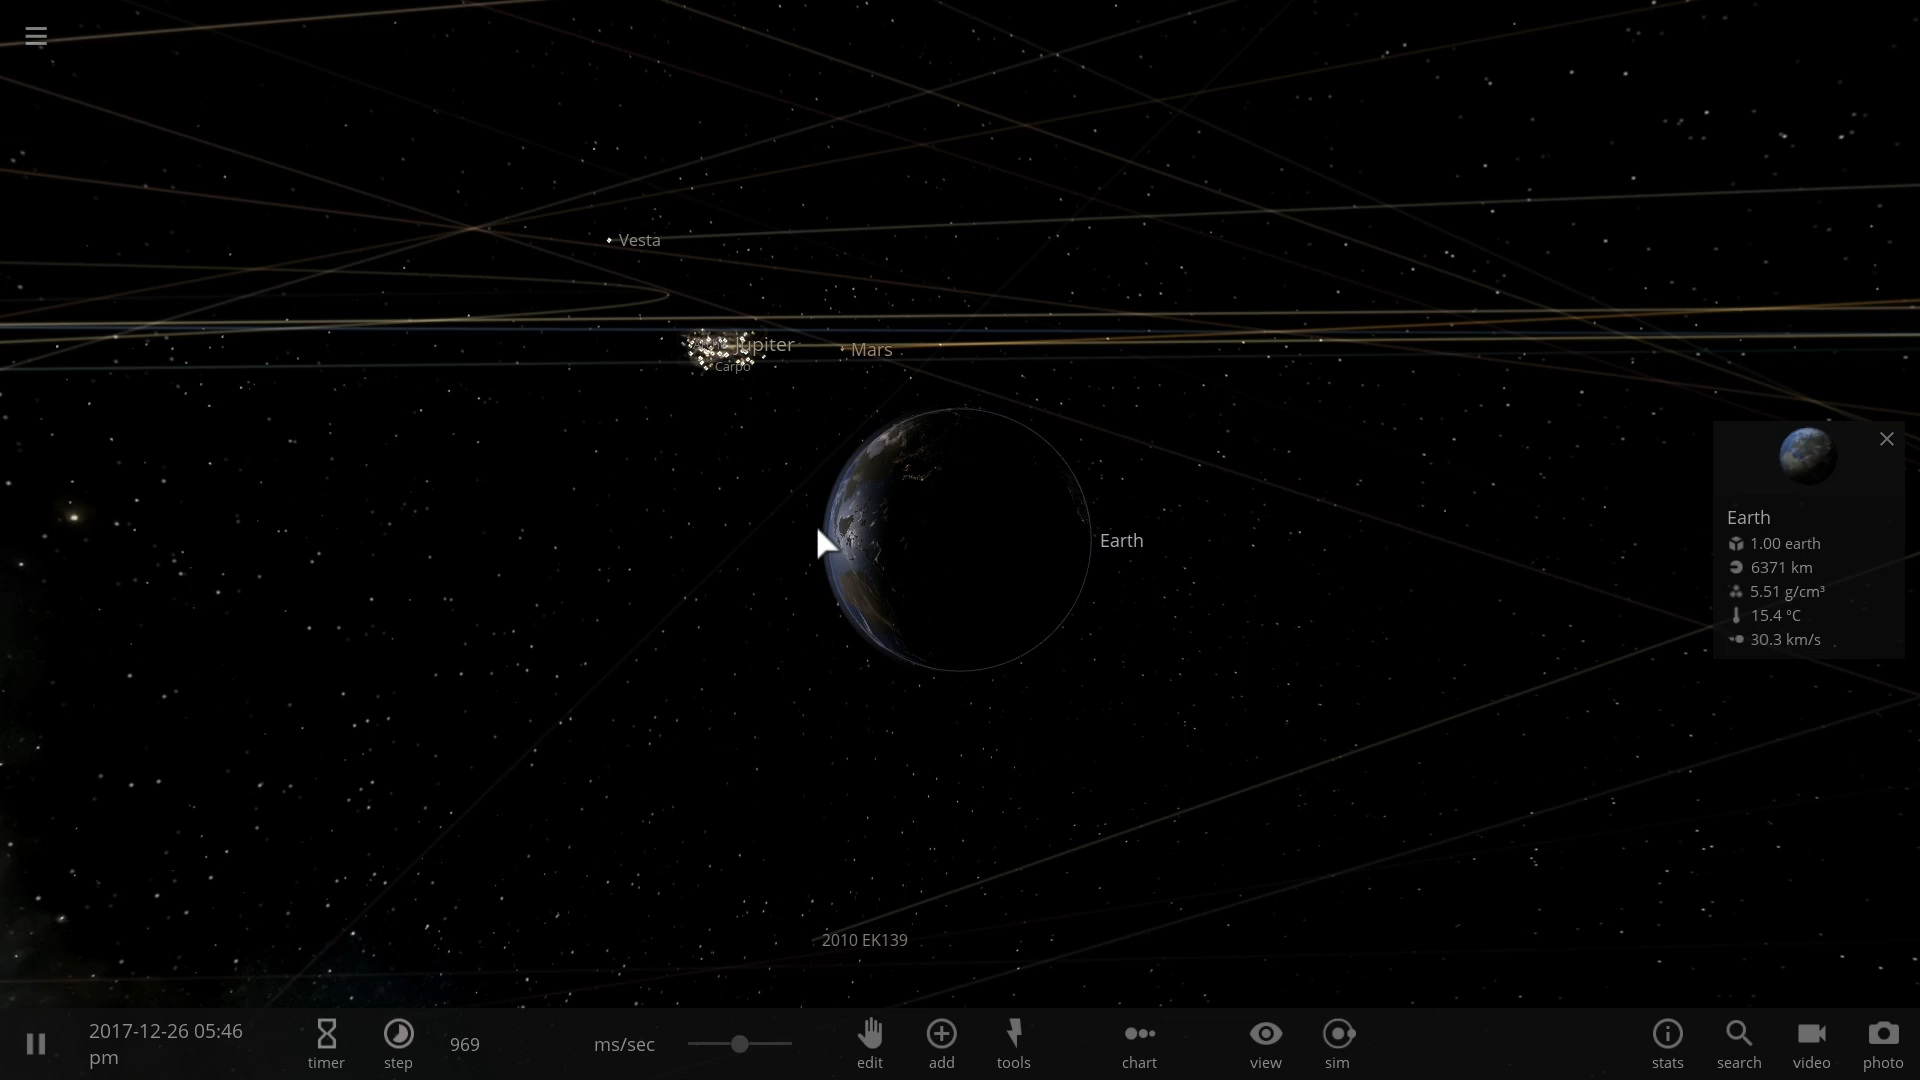 Vesta
Jupiter
Mars
Carpo
Earth
Earth
1.00 earth
6371 km
5.51 g/cm³
15.4 °C
30.3 km/s
2010 EK139
2017-12-26 05:46
pm
timer
step
969
ms/sec
edit
add
tools
chart
view
sim
stats
search
video
photo